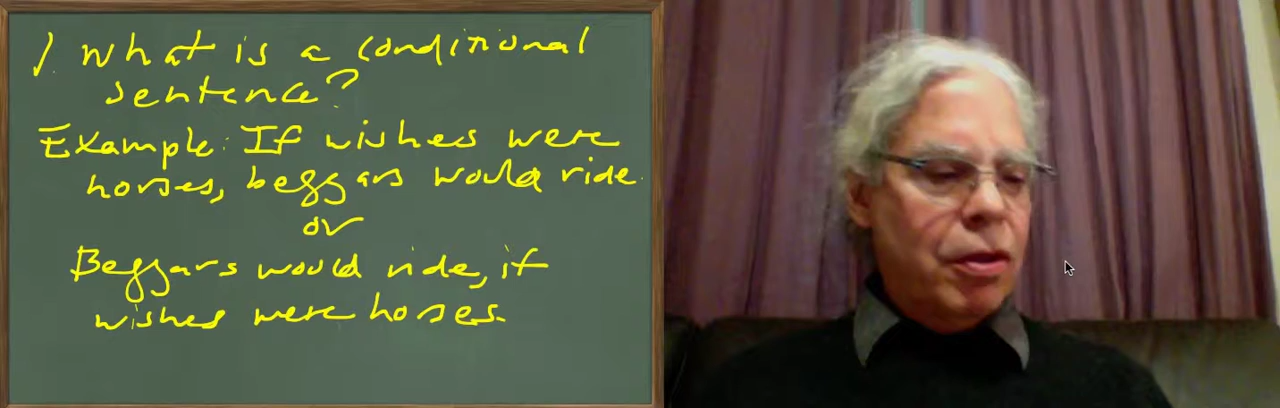 1. What is a conditional
sentence?
Example: If wishes were
horses, beggars would ride.
or
Beggars would ride, if
wishes were horses.